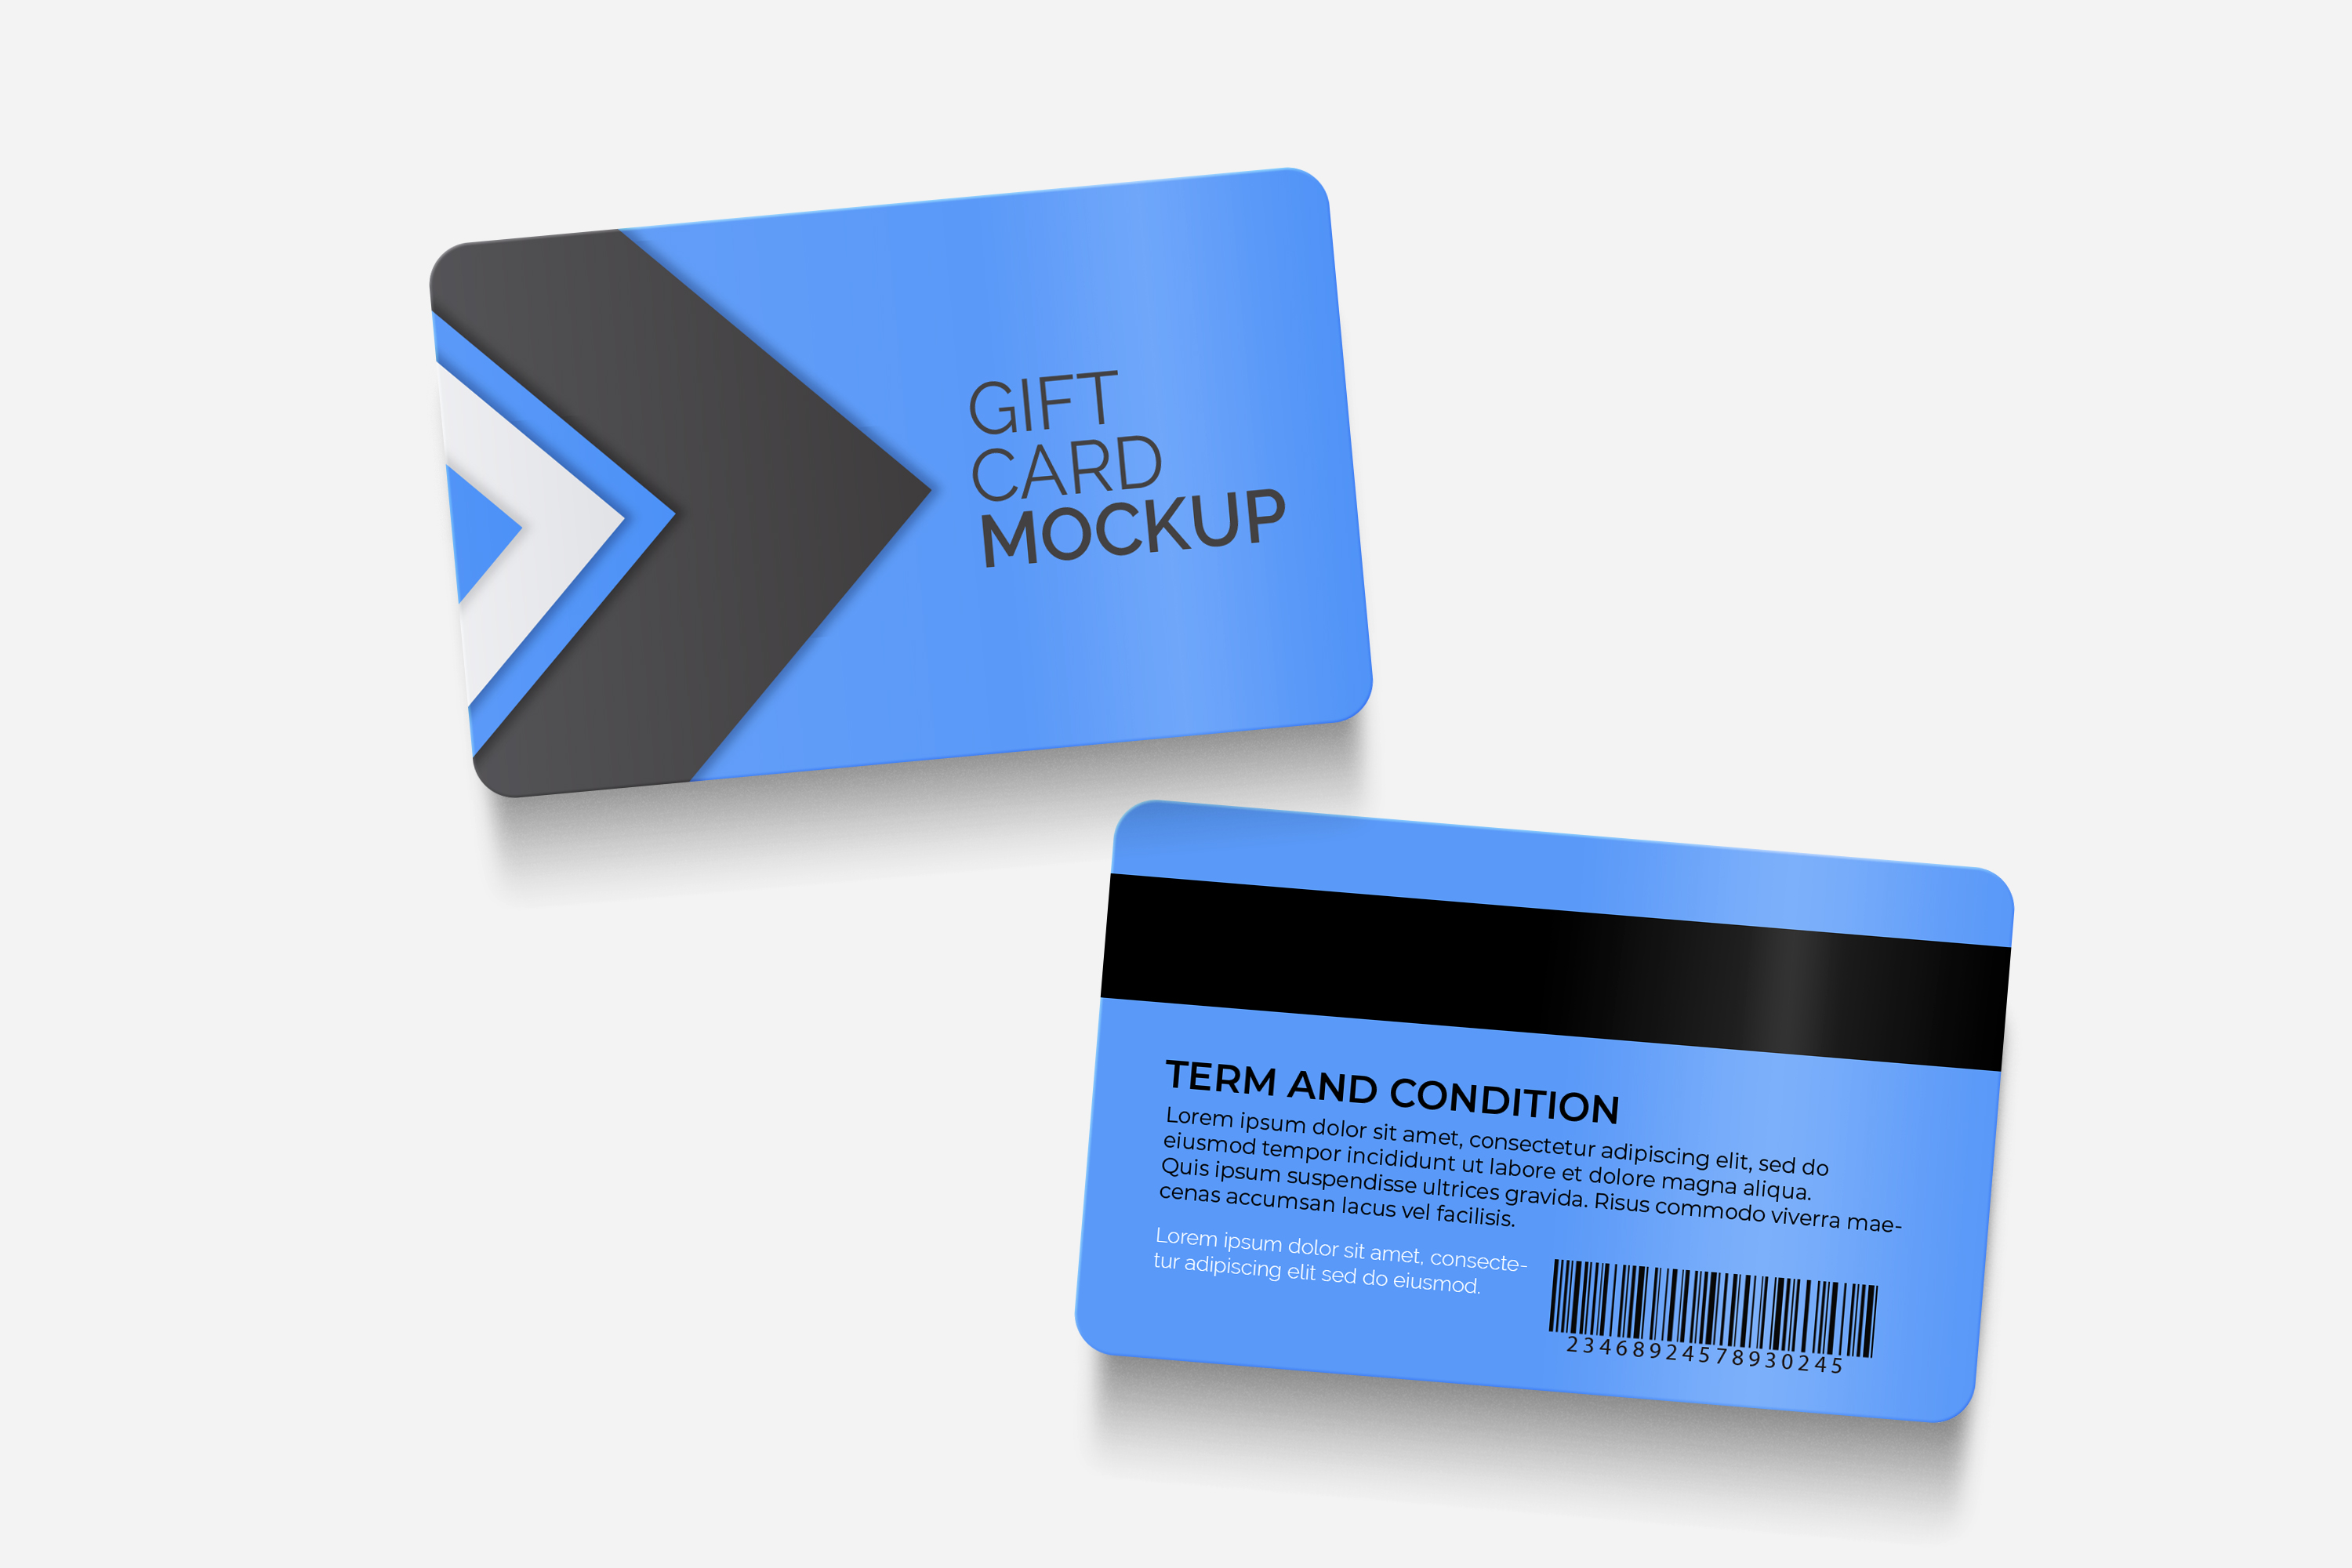 GIFT
CARD
MOCKUP
TERM AND CONDITION
Lorem ipsum dolor sit amet, consectetur adipiscing elit, sed do
eiusmod tempor incididunt ut labore et dolore magna aliqua.
Quis ipsum suspendisse ultrices gravida. Risus commodo viverra mae-
cenas accumsan lacus vel facilisis.
Lorem ipsum dolor sit amet, consecte-
tur adipiscing elit sed do eiusmod.
23468924578930245